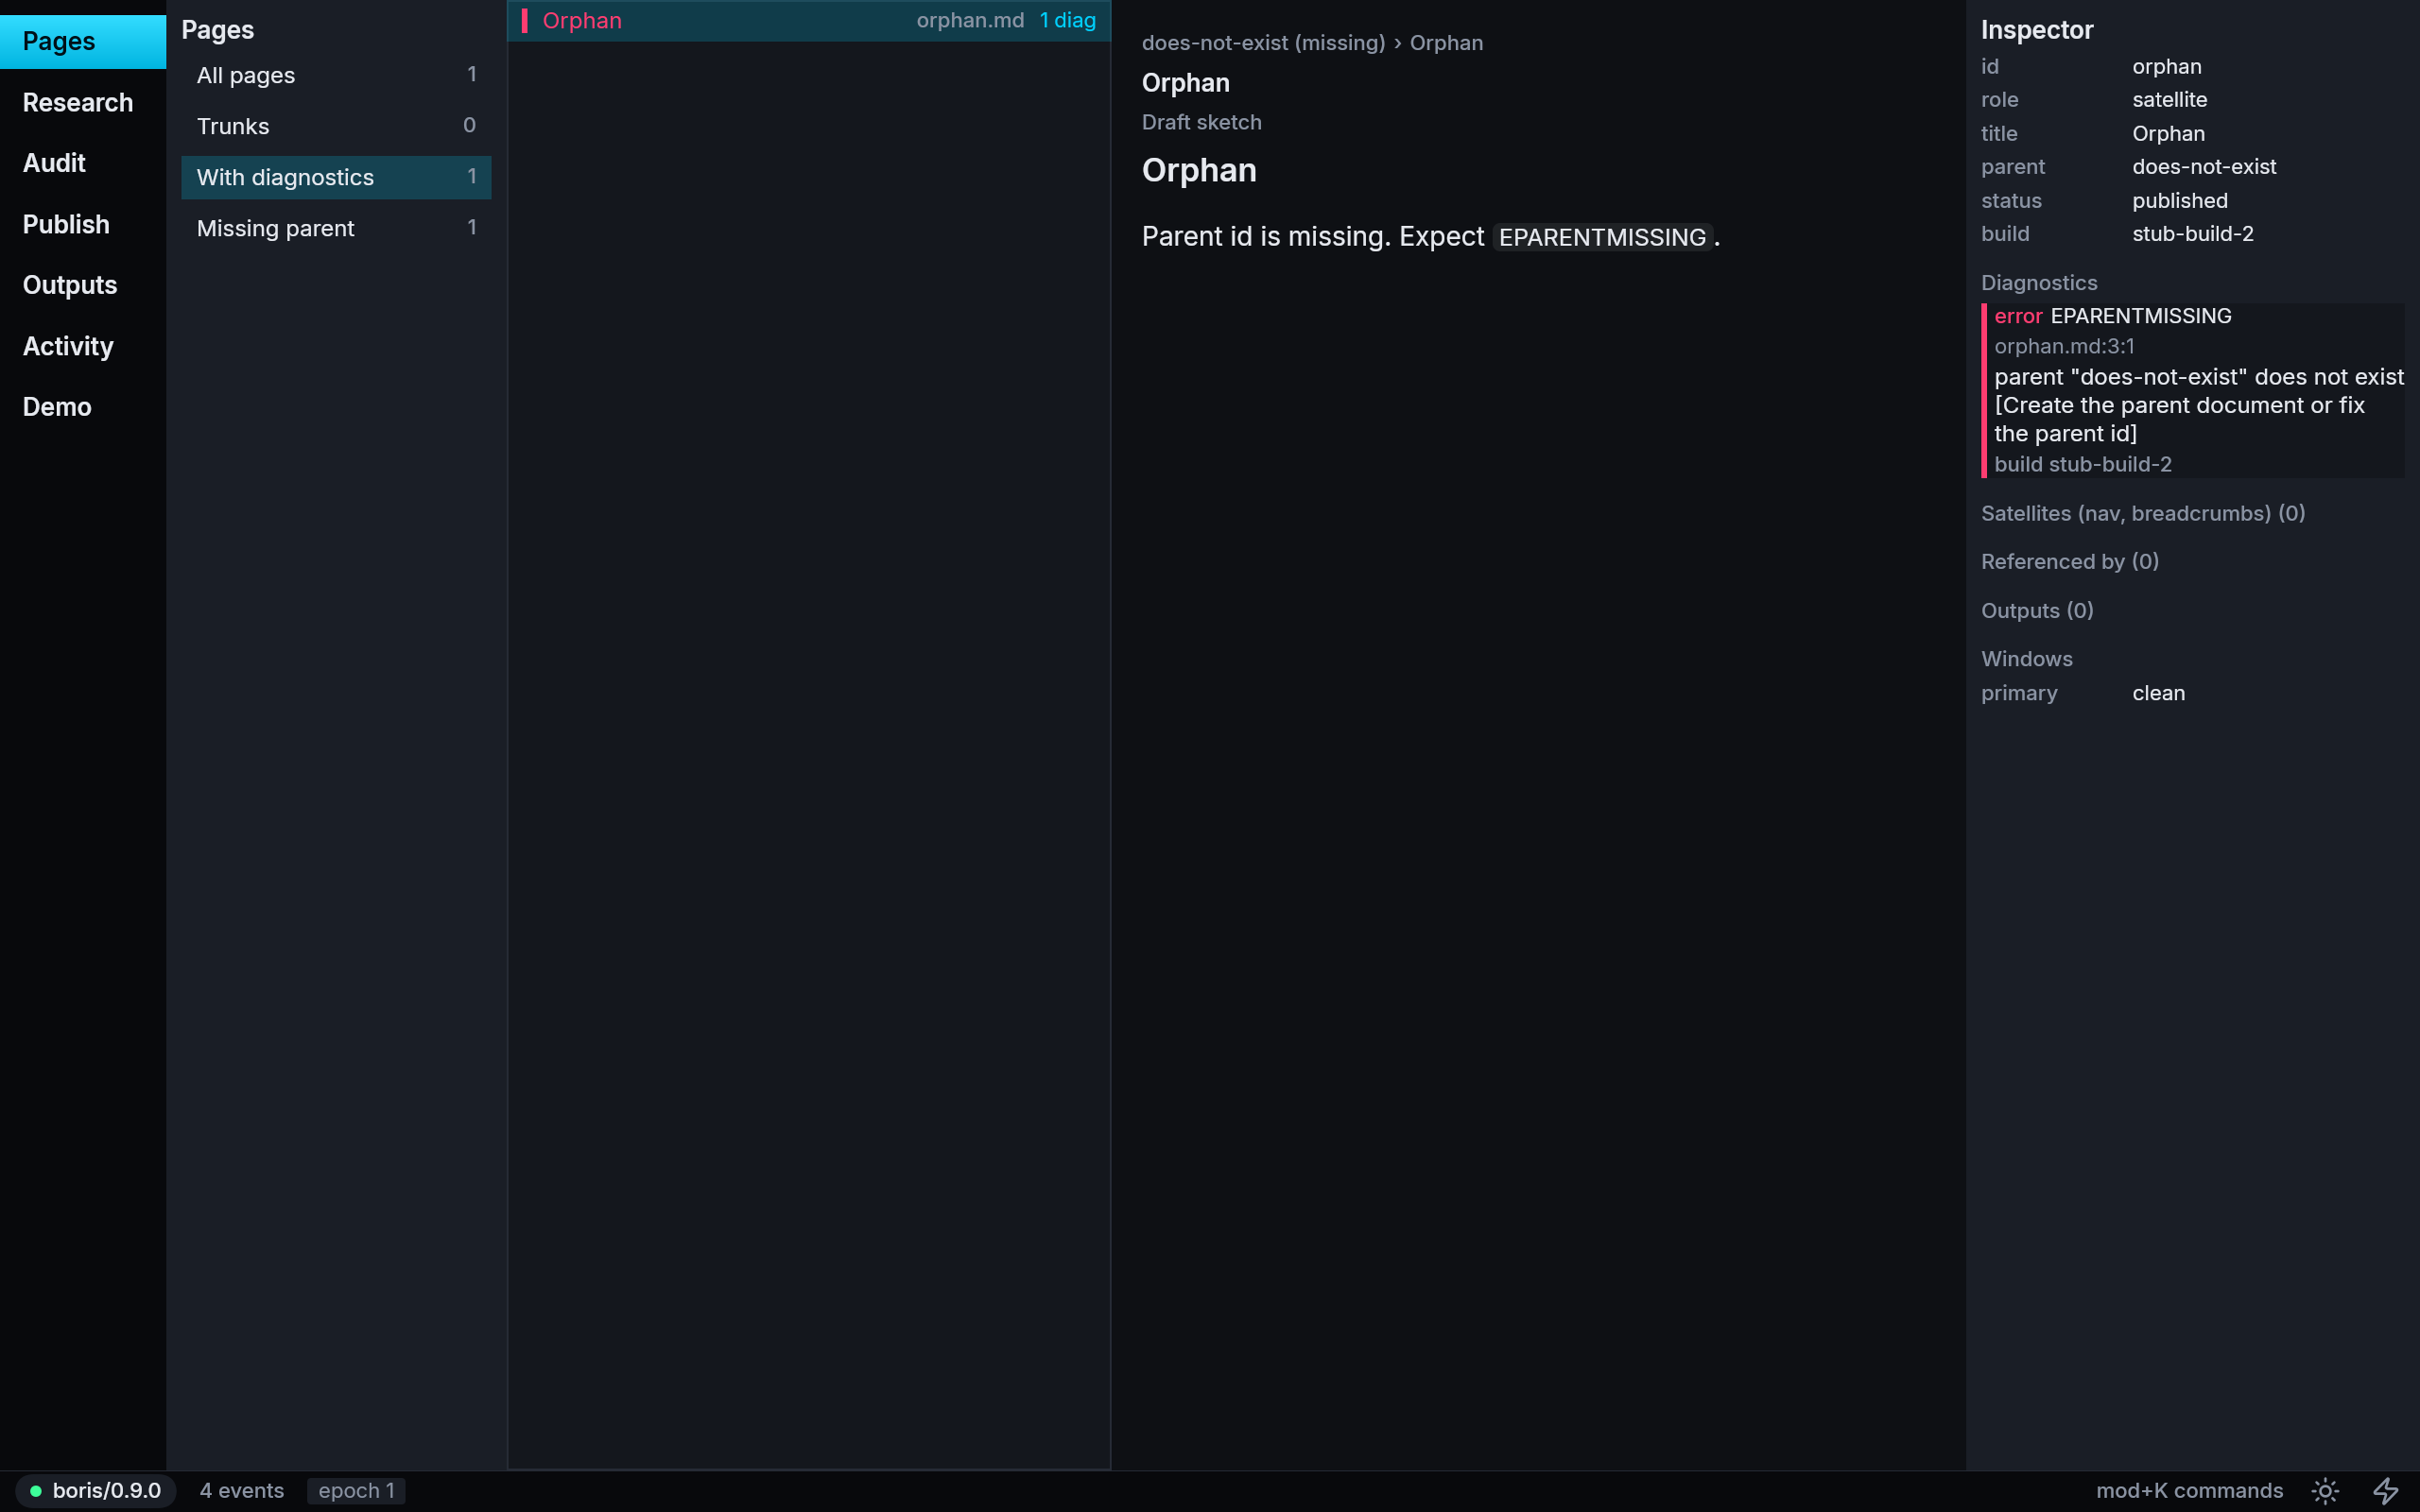 Pages
Research
Audit
Publish
Outputs
Activity
Demo
Pages
All pages 1
Trunks 0
With diagnostics 1
Missing parent 1
Orphan orphan.md 1 diag
does-not-exist (missing) › Orphan
Orphan
Draft sketch
Orphan
Parent id is missing. Expect EPARENTMISSING.
Inspector
id orphan
role satellite
title Orphan
parent does-not-exist
status published
build stub-build-2
Diagnostics
error EPARENTMISSING
orphan.md:3:1
parent "does-not-exist" does not exist
[Create the parent document or fix
the parent id]
build stub-build-2
Satellites (nav, breadcrumbs) (0)
Referenced by (0)
Outputs (0)
Windows
primary clean
boris/0.9.0 4 events epoch 1 mod+K commands